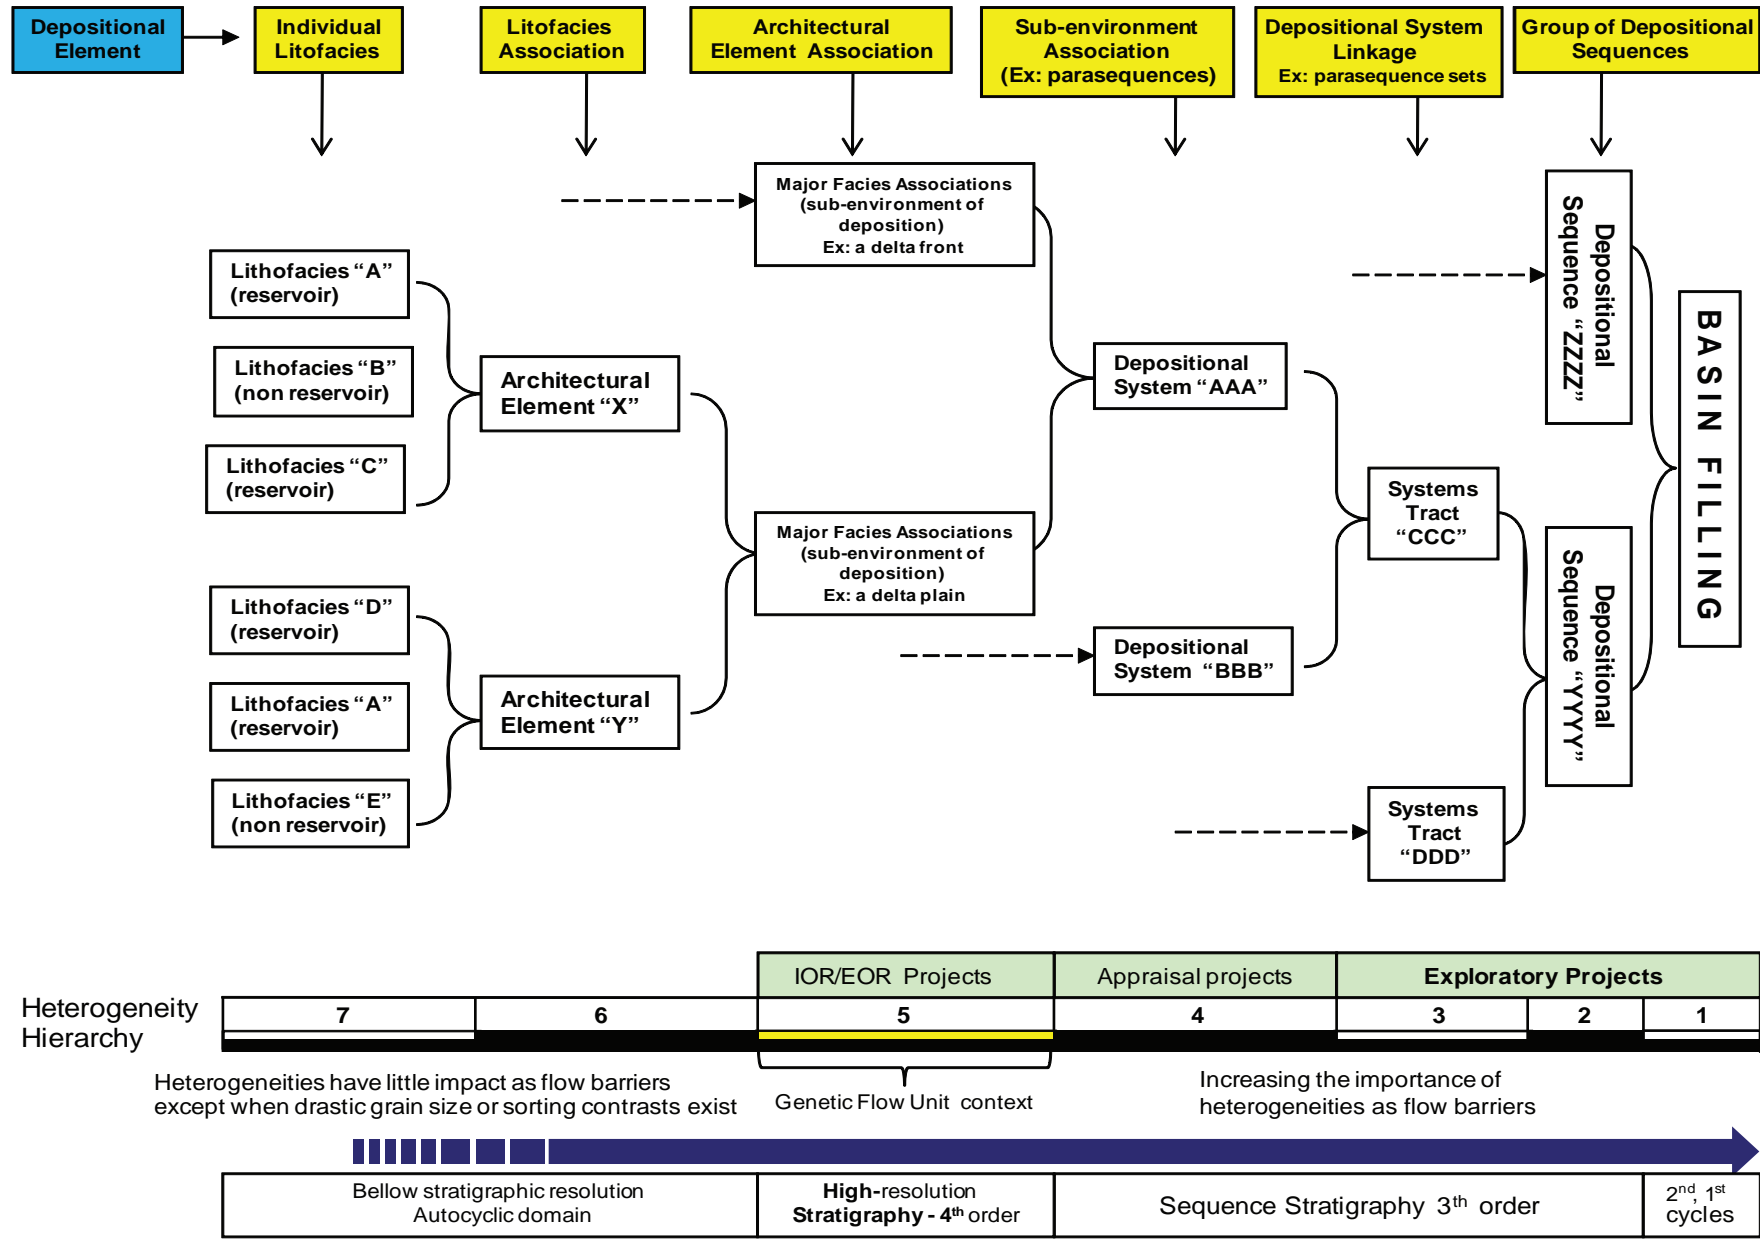 Depositional
Element
Individual
Litofacies
Litofacies
Association
Architectural
Element Association
Sub-environment
Association
(Ex: parasequences)
Depositional System
Linkage
Ex: parasequence sets
Group of Depositional
Sequences
Major Facies Associations
(sub-environment of
deposition)
Ex: a delta front
Lithofacies “A”
(reservoir)
Lithofacies “B”
(non reservoir)
Lithofacies “C”
(reservoir)
Architectural
Element “X”
Major Facies Associations
(sub-environment of
deposition)
Ex: a delta plain
Lithofacies “D”
(reservoir)
Lithofacies “A”
(reservoir)
Lithofacies “E”
(non reservoir)
Architectural
Element “Y”
Depositional
System “AAA”
Depositional
System “BBB”
Systems
Tract
“CCC”
Systems
Tract
“DDD”
Depositional
Sequence “ZZZZ”
Depositional
Sequence “YYYY”
BASIN FILLING
IOR/EOR Projects
Appraisal projects
Exploratory Projects
Heterogeneity
Hierarchy
7
6
5
4
3
2
1
Heterogeneities have little impact as flow barriers
except when drastic grain size or sorting contrasts exist
Genetic Flow Unit context
Increasing the importance of
heterogeneities as flow barriers
Bellow stratigraphic resolution
Autocyclic domain
High-resolution
Stratigraphy - 4th order
Sequence Stratigraphy 3th order
2nd, 1st
cycles